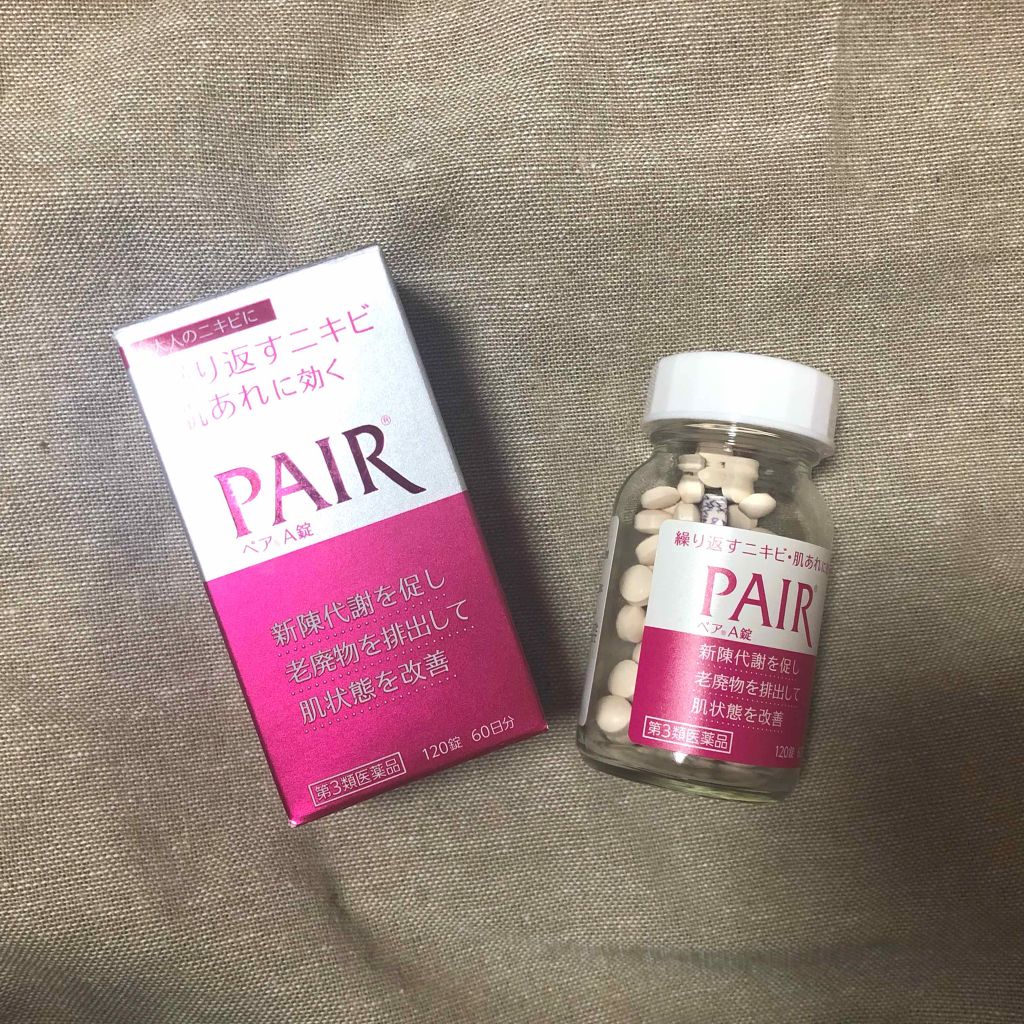 大人のニキビに
り返すニキビ
肌あれに効く
PAIR®
ペア®A錠
新陳代謝を促し
老廃物を排出して
肌状態を改善
120錠 60日分
第3類医薬品
繰り返すニキビ・肌あれに
PAIR®
ペア®A錠
新陳代謝を促し
老廃物を排出して
肌状態を改善
第3類医薬品
120錠